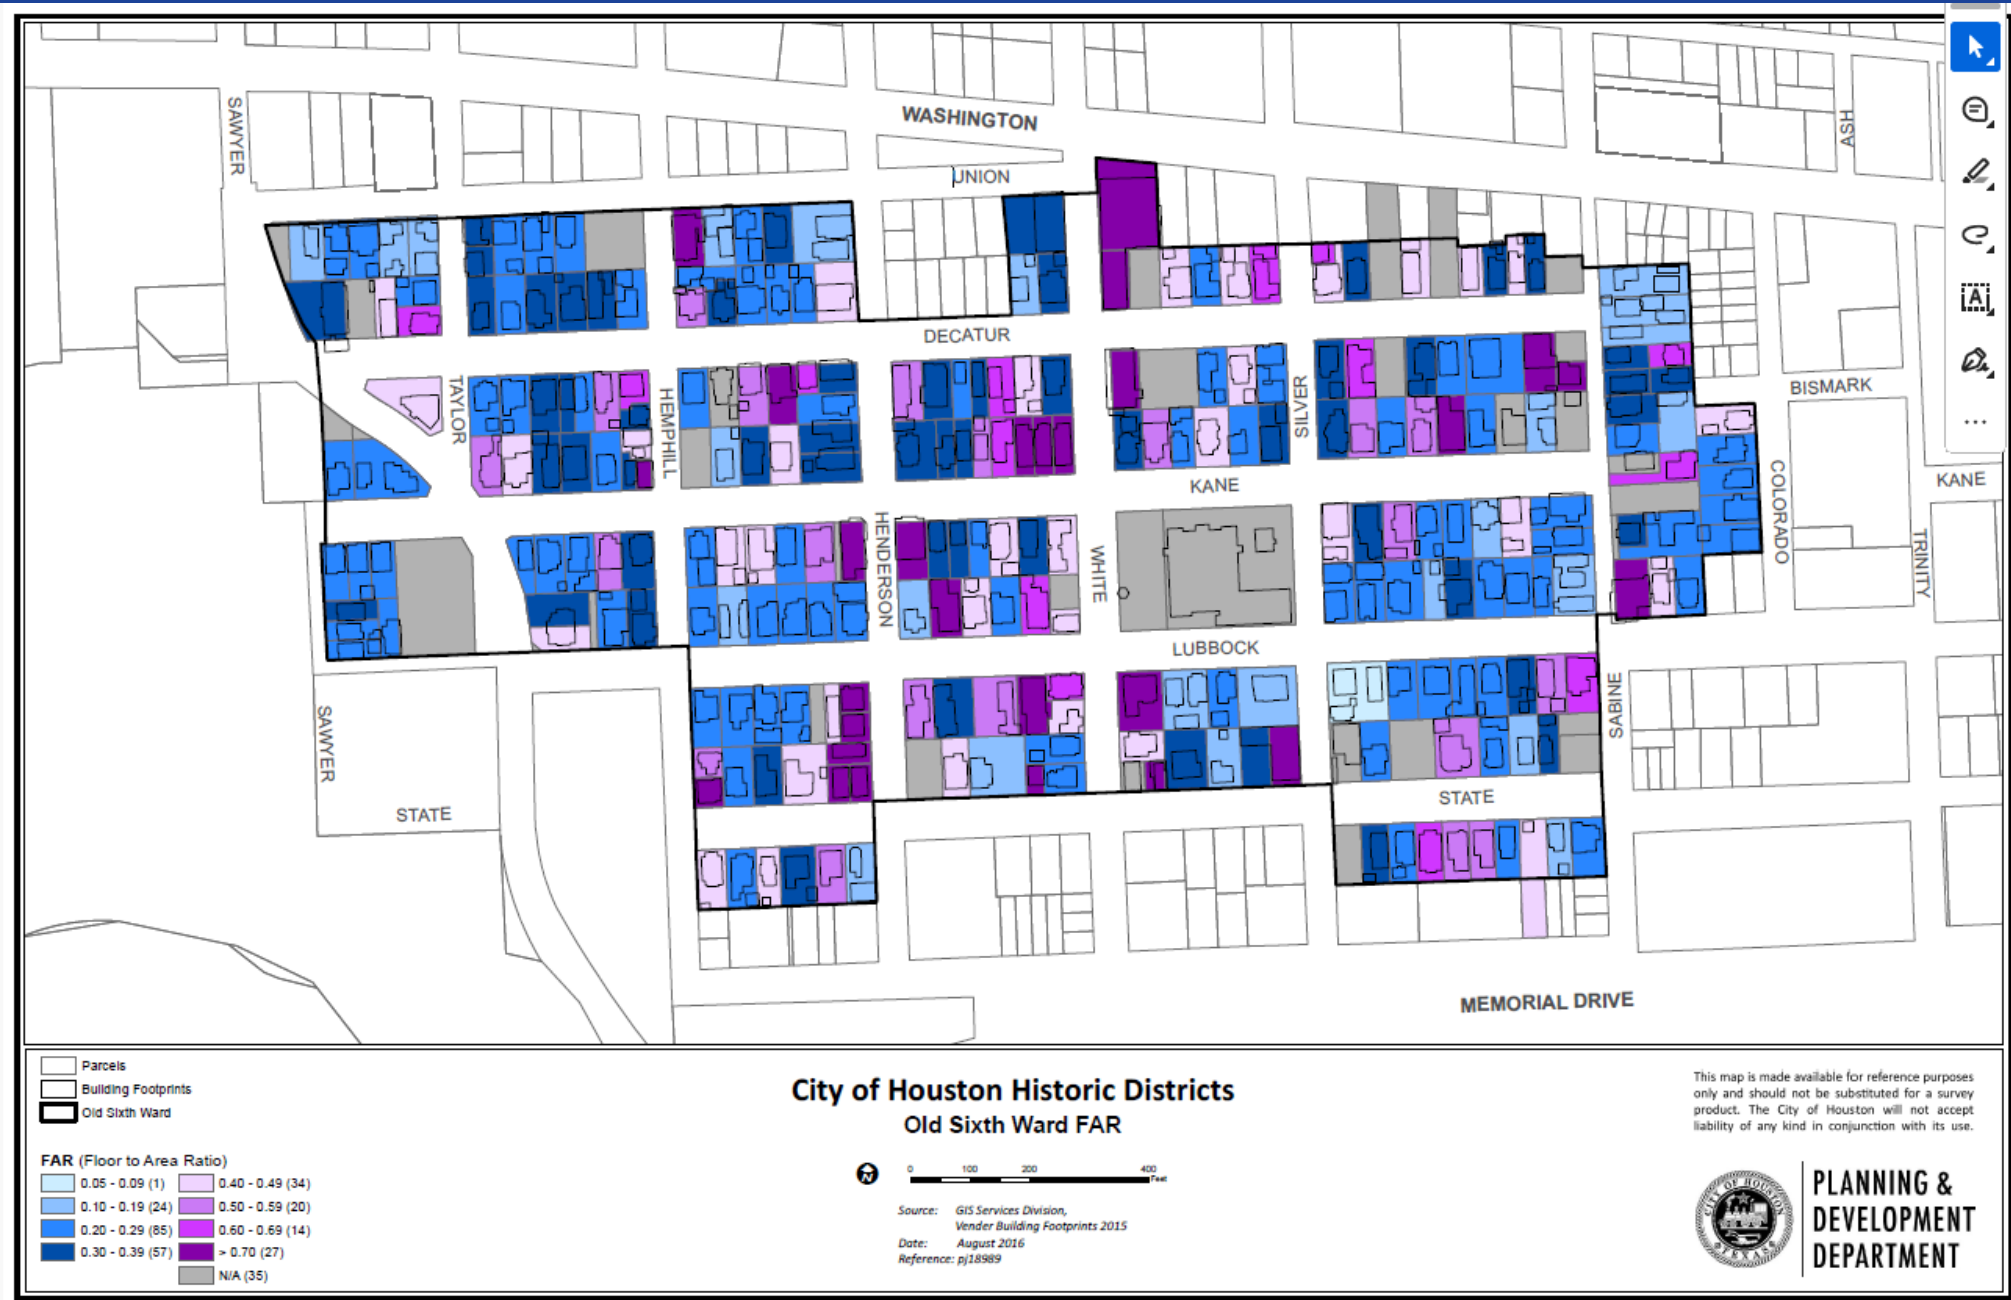 WASHINGTON
UNION
SAWYER
ASH
DECATUR
TAYLOR
HEMPHILL
SILVER
BISMARK
KANE
KANE
HENDERSON
WHITE
COLORADO
TRINITY
LUBBOCK
SAWYER
SABINE
STATE
STATE
MEMORIAL DRIVE
Parcels
Building Footprints
Old Sixth Ward
FAR (Floor to Area Ratio)
0.05 - 0.09 (1)
0.10 - 0.19 (24)
0.20 - 0.29 (85)
0.30 - 0.39 (57)
0.40 - 0.49 (34)
0.50 - 0.59 (20)
0.60 - 0.69 (14)
> 0.70 (27)
N/A (35)
City of Houston Historic Districts
Old Sixth Ward FAR
N
0 100 200 400
Feet
Source: GIS Services Division,
Vender Building Footprints 2015
Date: August 2016
Reference: pj18989
This map is made available for reference purposes
only and should not be substituted for a survey
product. The City of Houston will not accept
liability of any kind in conjunction with its use.
CITY OF HOUSTON
TEXAS
PLANNING &
DEVELOPMENT
DEPARTMENT
A